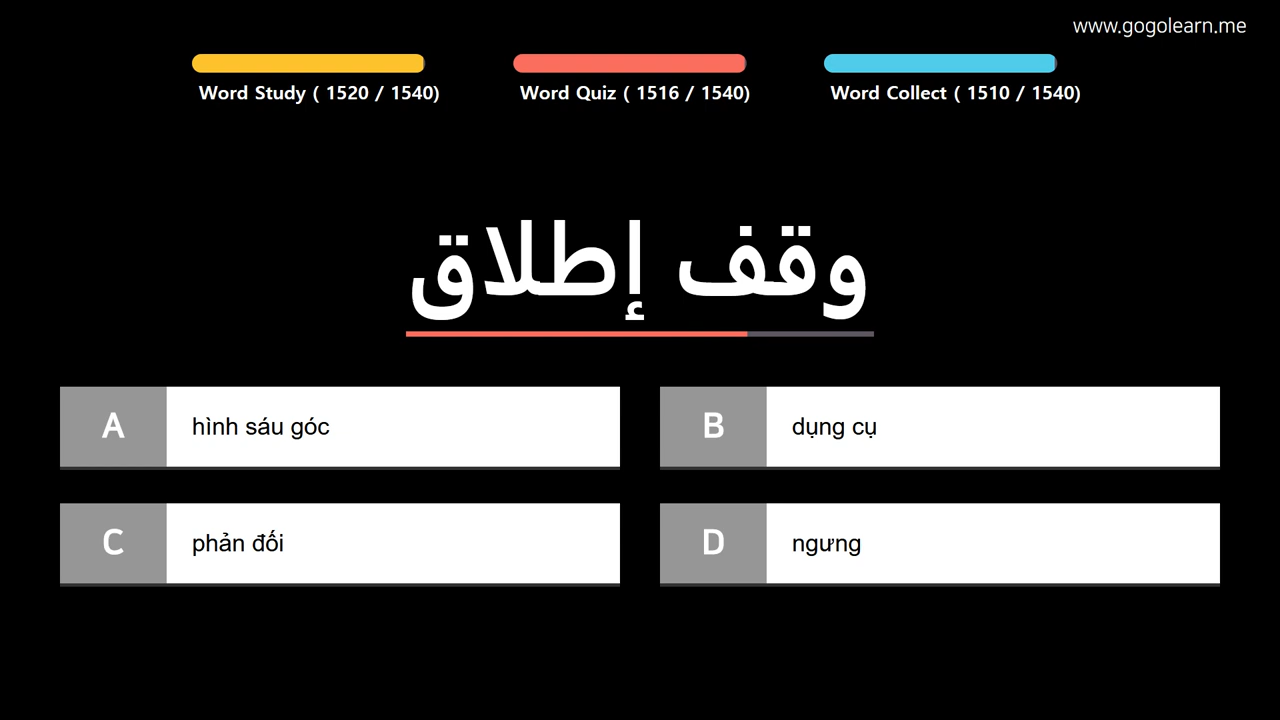 www.gogolearn.me
Word Study ( 1520 / 1540)
Word Quiz ( 1516 / 1540)
Word Collect ( 1510 / 1540)
وقف إطلاق
A
hình sáu góc
B
dụng cụ
C
phản đối
D
ngưng